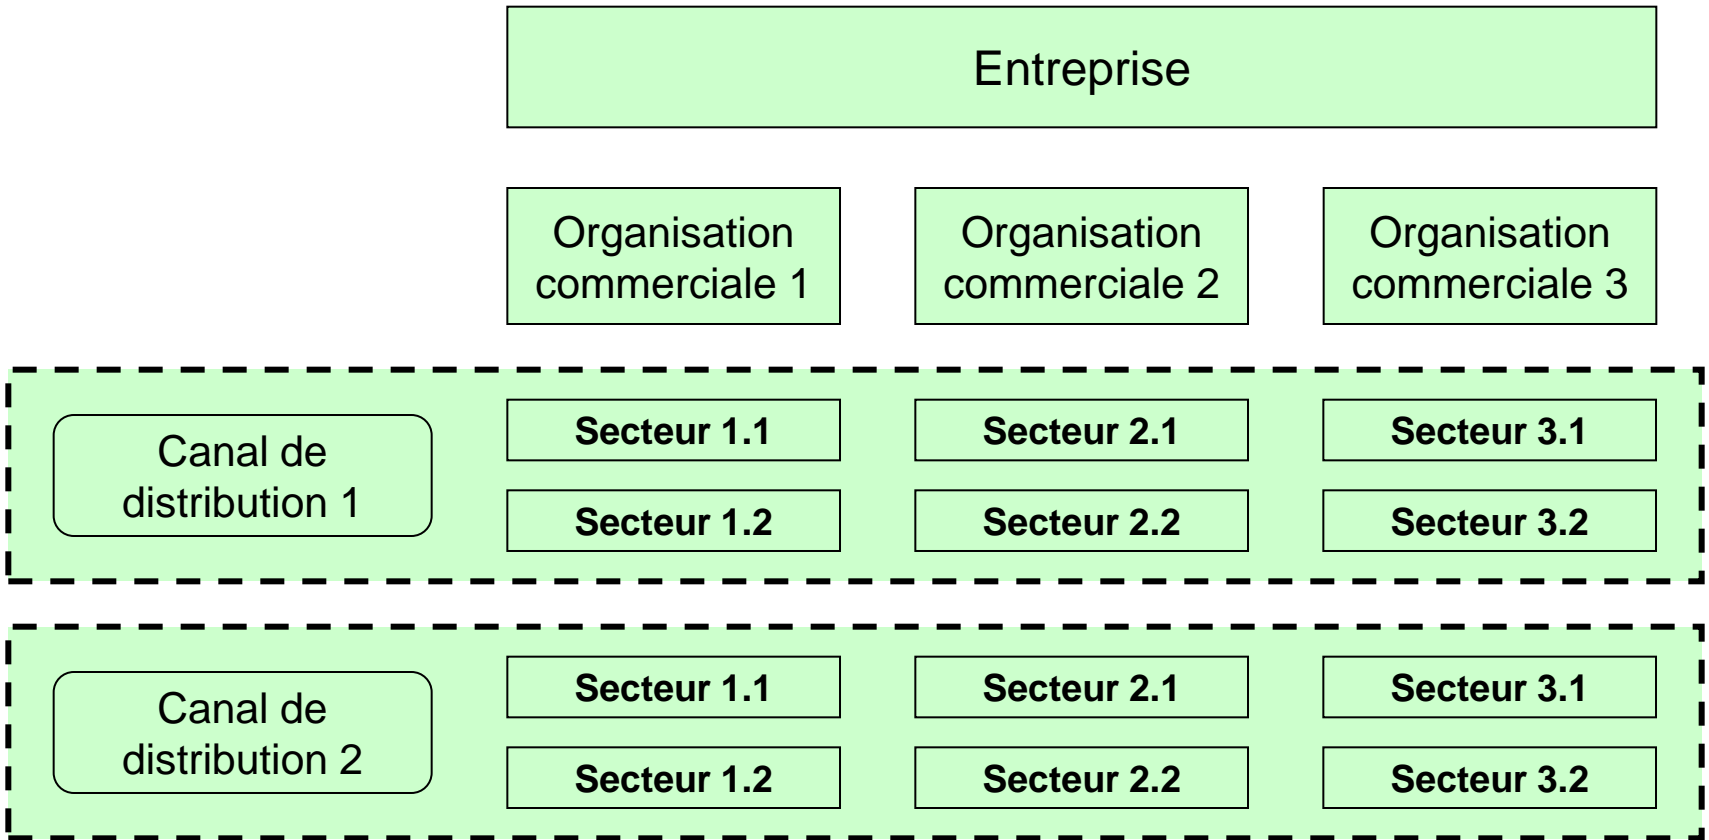 Entreprise
Organisation
commerciale 1
Organisation
commerciale 2
Organisation
commerciale 3
Canal de
distribution 1
Secteur 1.1
Secteur 2.1
Secteur 3.1
Secteur 1.2
Secteur 2.2
Secteur 3.2
Canal de
distribution 2
Secteur 1.1
Secteur 2.1
Secteur 3.1
Secteur 1.2
Secteur 2.2
Secteur 3.2